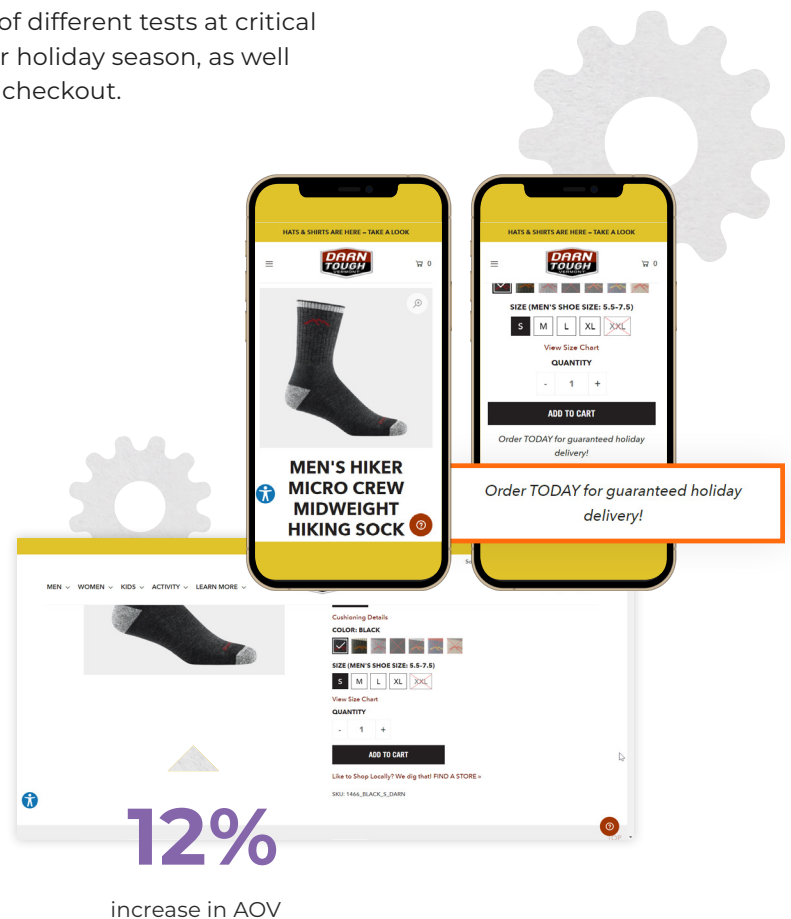 of different tests at critical
r holiday season, as well
checkout.
HATS & SHIRTS ARE HERE – TAKE A LOOK
DARN
TOUGH
VERMONT
0
MEN'S HIKER
MICRO CREW
MIDWEIGHT
HIKING SOCK
HATS & SHIRTS ARE HERE – TAKE A LOOK
DARN
TOUGH
VERMONT
0
SIZE (MEN'S SHOE SIZE: 5.5-7.5)
S M L XL XXL
View Size Chart
QUANTITY
- 1 +
ADD TO CART
Order TODAY for guaranteed holiday
delivery!
Order TODAY for guaranteed holiday
delivery!
MEN WOMEN KIDS ACTIVITY LEARN MORE
Cushioning Details
COLOR: BLACK
SIZE (MEN'S SHOE SIZE: 5.5-7.5)
S M L XL XXL
View Size Chart
QUANTITY
- 1 +
ADD TO CART
Like to Shop Locally? We dig that! FIND A STORE »
SKU: 1466_BLACK_S_DARN
TOP
12%
increase in AOV